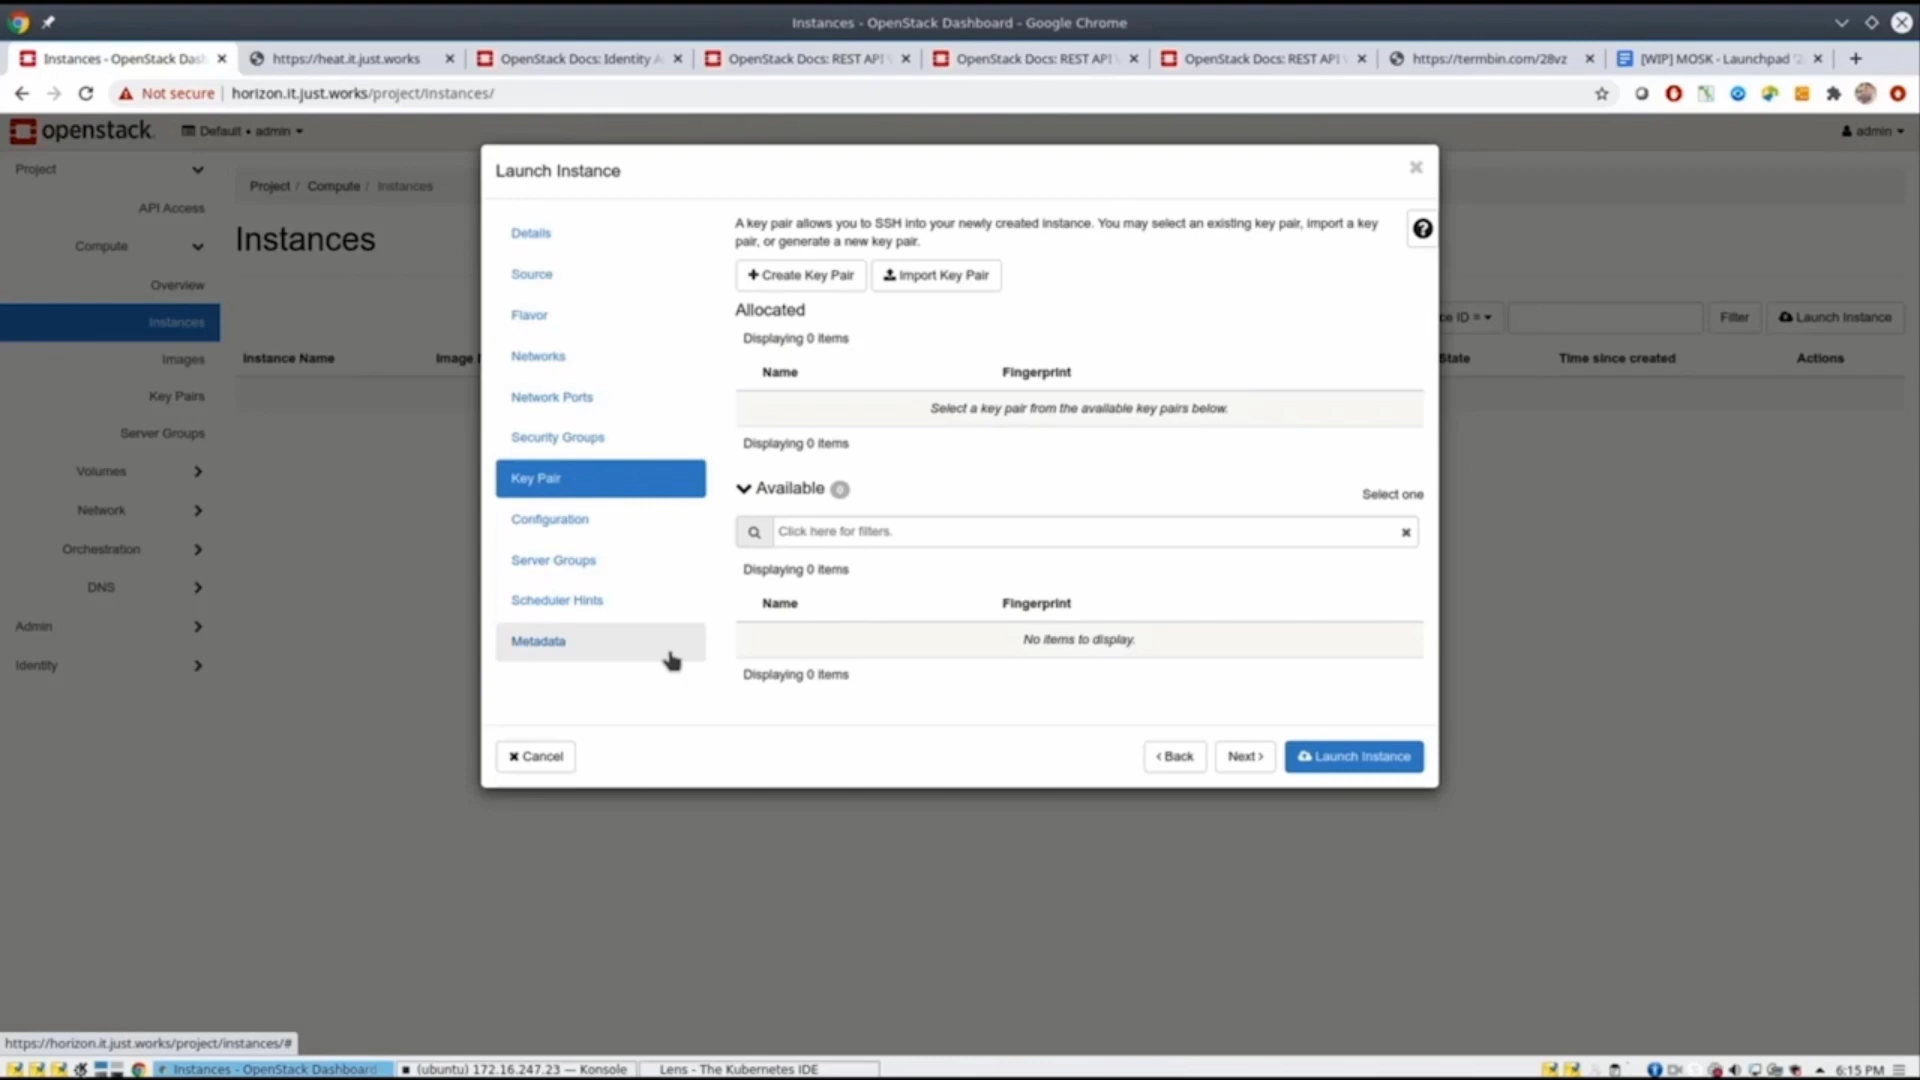 Instances - OpenStack Dashboard - Google Chrome
Instances - OpenStack Das
https://heat.it.just.works
OpenStack Docs: Identity A
OpenStack Docs: REST API V
OpenStack Docs: REST API V
OpenStack Docs: REST API V
https://termbin.com/28vz
[WIP] MOSK - Launchpad '2
Not secure
horizon.it.just.works/project/instances/
openstack.
Default • admin
admin
Project
API Access
Compute
Overview
Instances
Images
Key Pairs
Server Groups
Volumes
Network
Orchestration
DNS
Admin
Identity
Project / Compute / Instances
Instances
ce ID =
Filter
Launch Instance
Instance Name
Image
State
Time since created
Actions
Launch Instance
Details
Source
Flavor
Networks
Network Ports
Security Groups
Key Pair
Configuration
Server Groups
Scheduler Hints
Metadata
A key pair allows you to SSH into your newly created instance. You may select an existing key pair, import a key
pair, or generate a new key pair.
Create Key Pair
Import Key Pair
Allocated
Displaying 0 items
Name
Fingerprint
Select a key pair from the available key pairs below.
Displaying 0 items
Available 0
Select one
Click here for filters.
Displaying 0 items
Name
Fingerprint
No items to display.
Displaying 0 items
Cancel
Back
Next
Launch Instance
https://horizon.it.just.works/project/instances/#
Instances - OpenStack Dashboard
(ubuntu) 172.16.247.23 — Konsole
Lens - The Kubernetes IDE
6:15 PM